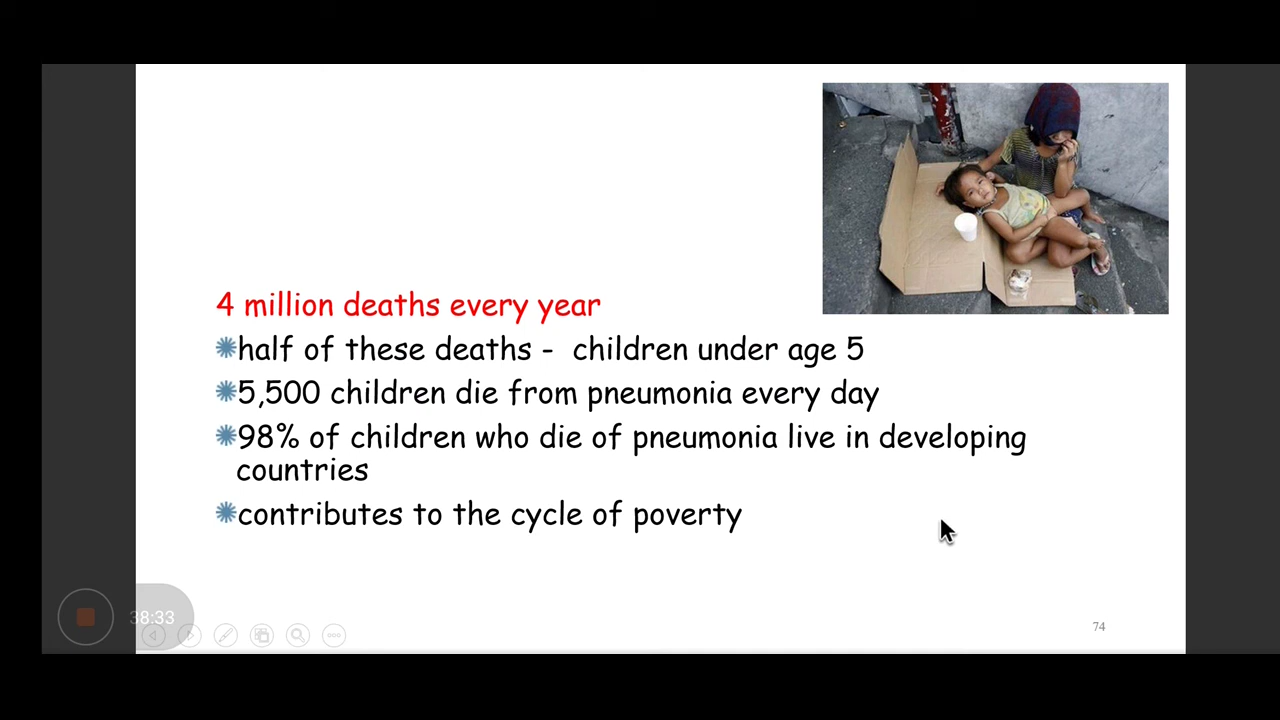 4 million deaths every year
half of these deaths - children under age 5
5,500 children die from pneumonia every day
98% of children who die of pneumonia live in developing
countries
contributes to the cycle of poverty
38:33
74